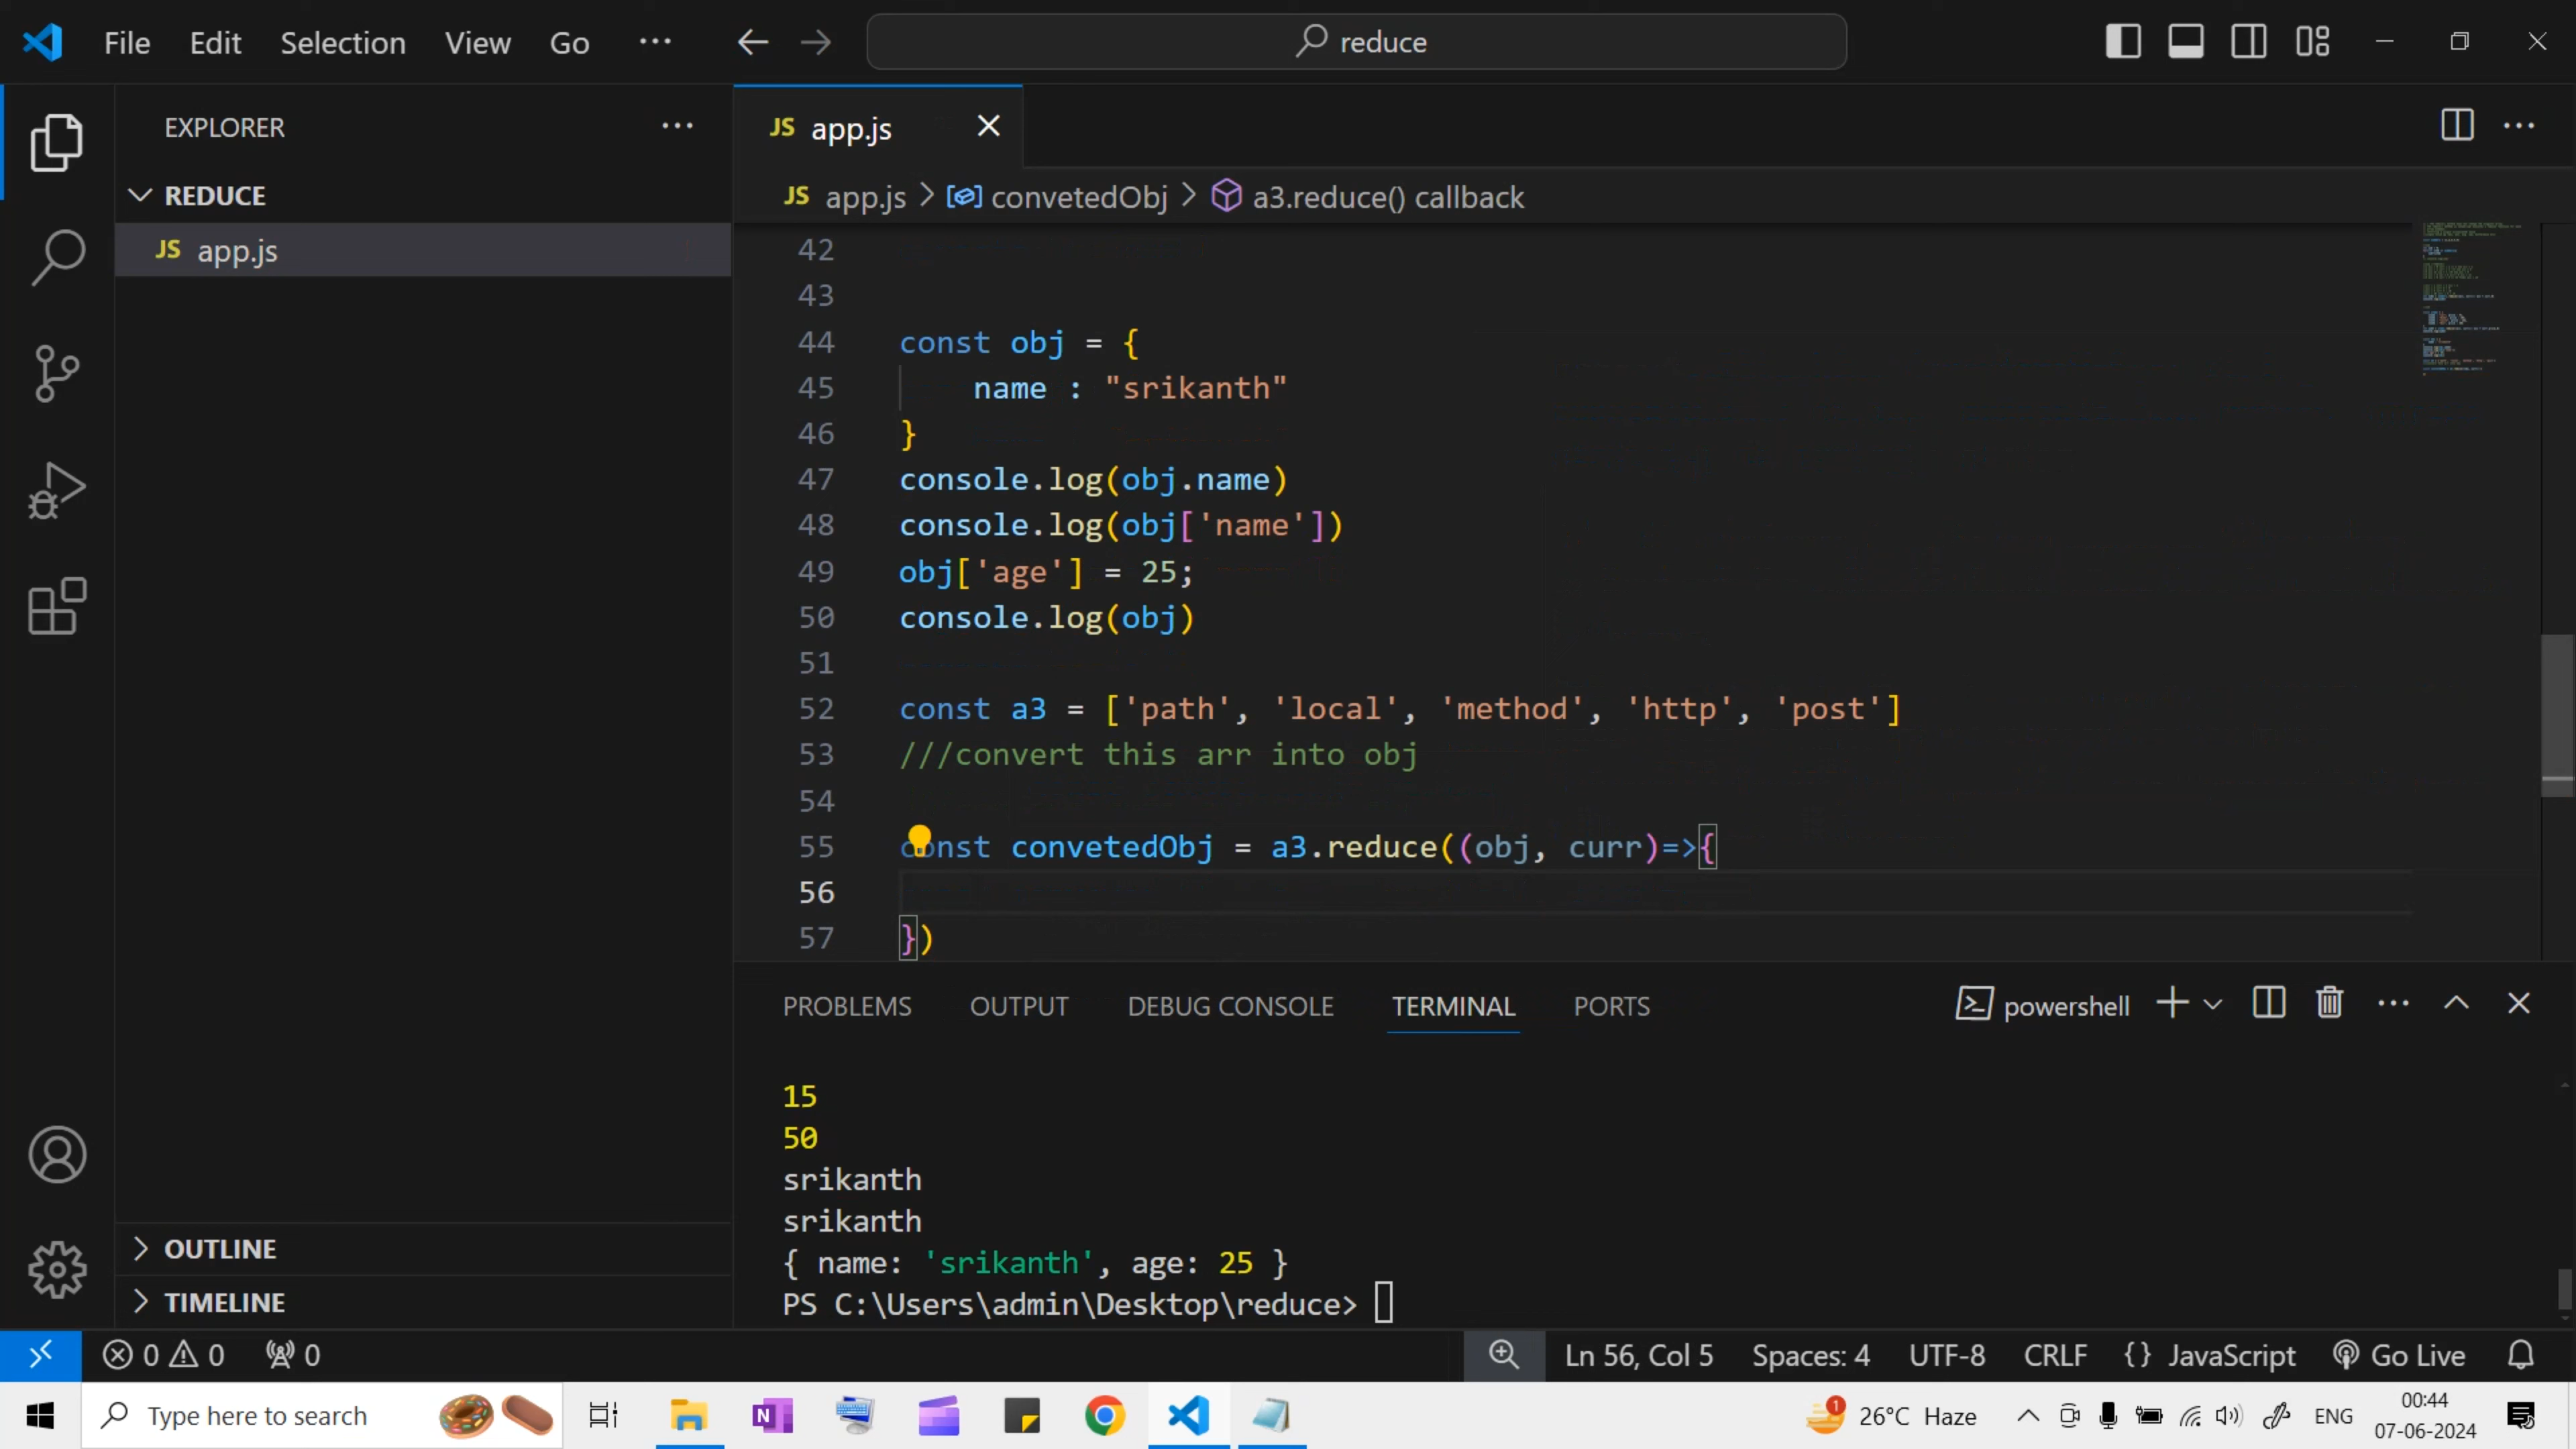 File Edit Selection View Go ... reduce
EXPLORER ...
REDUCE
JS app.js
OUTLINE
TIMELINE
JS app.js
JS app.js > convetedObj > a3.reduce() callback
42
43
44 const obj = {
45 name : "srikanth"
46 }
47 console.log(obj.name)
48 console.log(obj['name'])
49 obj['age'] = 25;
50 console.log(obj)
51
52 const a3 = ['path', 'local', 'method', 'http', 'post']
53 ///convert this arr into obj
54
55 const convetedObj = a3.reduce((obj, curr)=>{
56
57 })
PROBLEMS OUTPUT DEBUG CONSOLE TERMINAL PORTS powershell
15
50
srikanth
srikanth
{ name: 'srikanth', age: 25 }
PS C:\Users\admin\Desktop\reduce>
0 0 0 Ln 56, Col 5 Spaces: 4 UTF-8 CRLF {} JavaScript Go Live
Type here to search N 1 26°C Haze ENG 00:44
07-06-2024